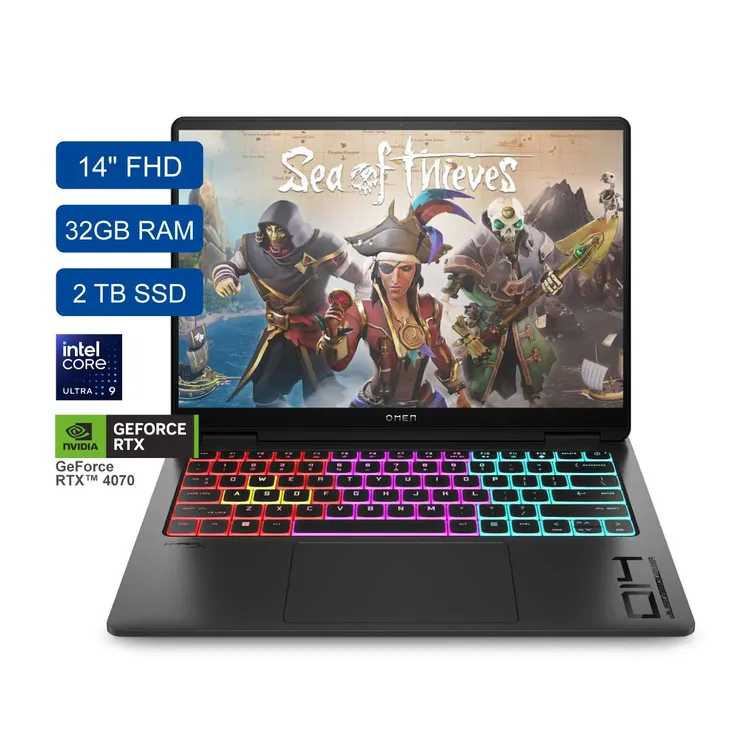 14" FHD
32GB RAM
2 TB SSD
intel
CORE
ULTRA 9
NVIDIA
GEFORCE
RTX
GeForce
RTX™ 4070
Sea of Thieves
OMEN